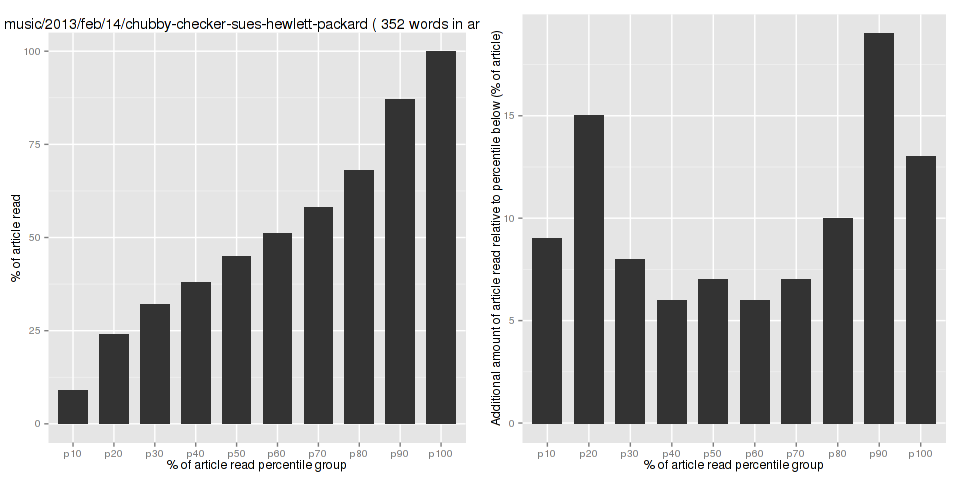 music/2013/feb/14/chubby-checker-sues-hewlett-packard ( 352 words in ar
% of article read
100
75
50
25
0
p10 p20 p30 p40 p50 p60 p70 p80 p90 p100
% of article read percentile group
Additional amount of article read relative to percentile below (% of article)
15
10
5
0
p10 p20 p30 p40 p50 p60 p70 p80 p90 p100
% of article read percentile group